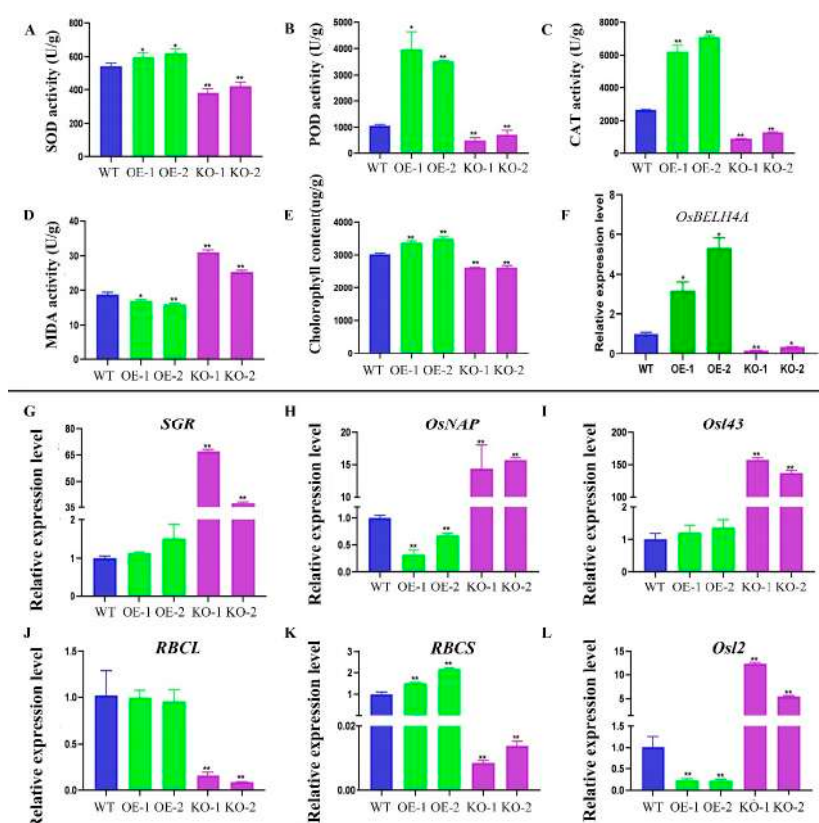 A
SOD activity (U/g)
800
600
400
200
0
* * ** **
WT OE-1 OE-2 KO-1 KO-2
B
POD activity (U/g)
5000
4000
3000
2000
1000
0
* ** ** **
WT OE-1 OE-2 KO-1 KO-2
C
CAT activity (U/g)
8000
6000
4000
2000
0
** ** ** **
WT OE-1 OE-2 KO-1 KO-2
D
MDA activity (U/g)
40
30
20
10
0
* ** ** **
WT OE-1 OE-2 KO-1 KO-2
E
Cholorophyll content(ug/g)
5000
4000
3000
2000
1000
0
** ** ** **
WT OE-1 OE-2 KO-1 KO-2
F
OsBELH4A
Relative expression level
8
6
4
2
0
* * ** *
WT OE-1 OE-2 KO-1 KO-2
G
SGR
Relative expression level
95
65
35
2
1
0
** **
WT OE-1 OE-2 KO-1 KO-2
H
OsNAP
Relative expression level
20
15
10
1.0
0.5
0.0
** ** ** **
WT OE-1 OE-2 KO-1 KO-2
I
Osl43
Relative expression level
200
150
100
2
1
0
** **
WT OE-1 OE-2 KO-1 KO-2
J
RBCL
Relative expression level
1.5
1.0
0.5
0.0
** **
WT OE-1 OE-2 KO-1 KO-2
K
RBCS
Relative expression level
3
2
1
0.02
0.00
** ** ** **
WT OE-1 OE-2 KO-1 KO-2
L
Osl2
Relative expression level
15
10
5
1.5
1.0
0.5
0.0
** **
WT OE-1 OE-2 KO-1 KO-2